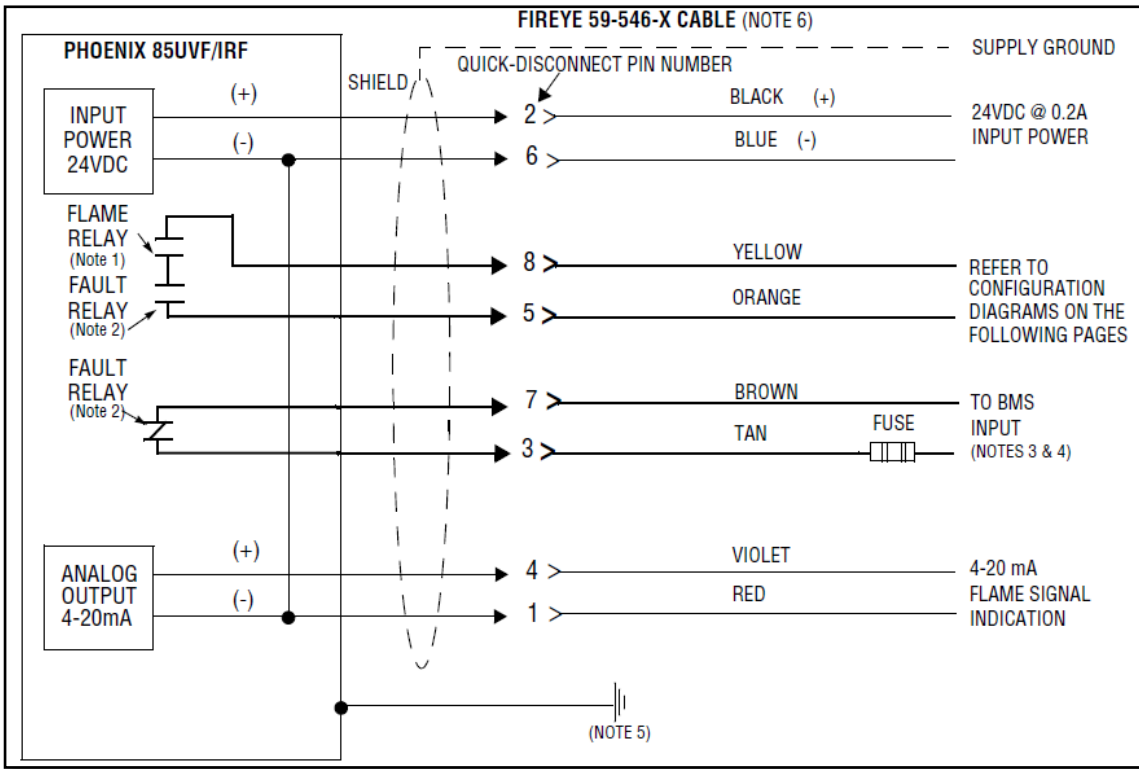 FIREYE 59-546-X CABLE (NOTE 6)
PHOENIX 85UVF/IRF
SUPPLY GROUND
QUICK-DISCONNECT PIN NUMBER
SHIELD
INPUT
POWER
24VDC
(+)
(-)
2
6
BLACK (+)
BLUE (-)
24VDC @ 0.2A
INPUT POWER
FLAME
RELAY
(Note 1)
FAULT
RELAY
(Note 2)
8
5
YELLOW
ORANGE
REFER TO
CONFIGURATION
DIAGRAMS ON THE
FOLLOWING PAGES
FAULT
RELAY
(Note 2)
7
3
BROWN
TAN
FUSE
TO BMS
INPUT
(NOTES 3 & 4)
ANALOG
OUTPUT
4-20mA
(+)
(-)
4
1
VIOLET
RED
4-20 mA
FLAME SIGNAL
INDICATION
(NOTE 5)